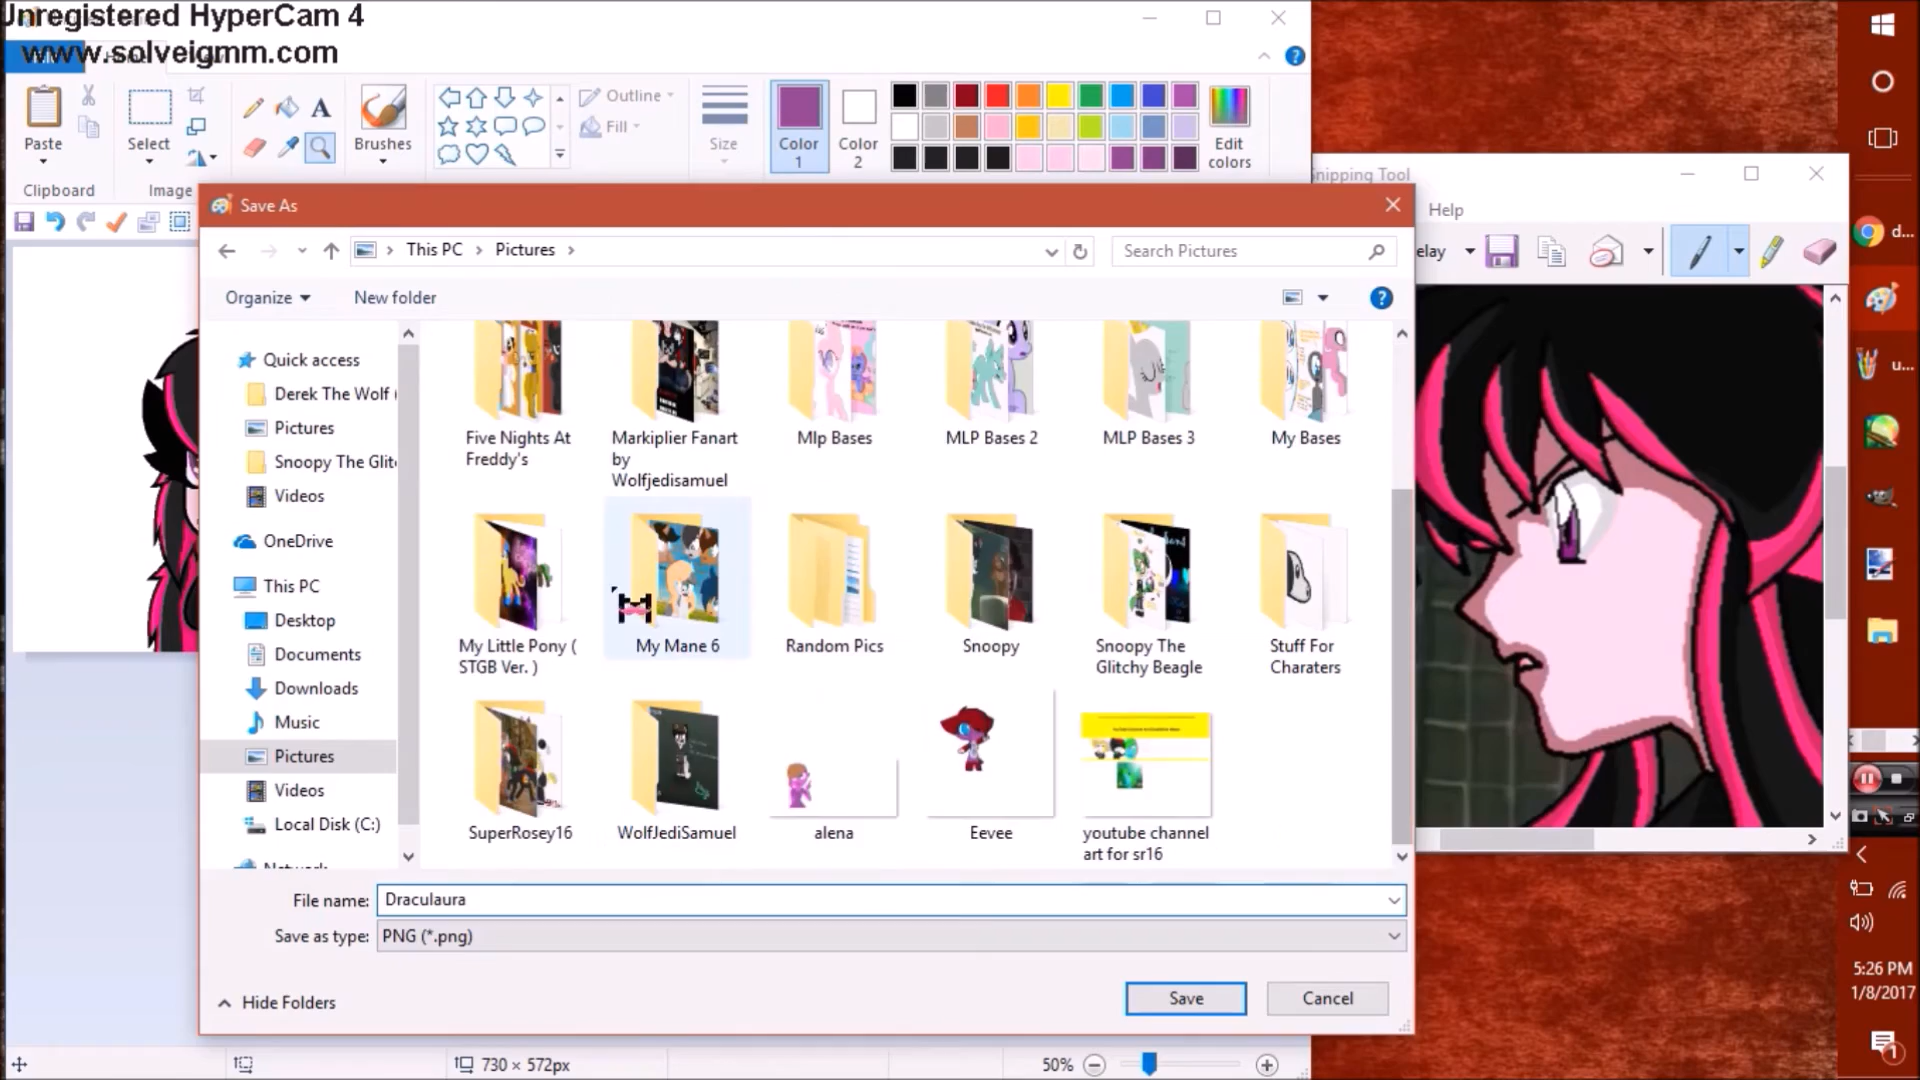 Unregistered HyperCam 4
www.solveigmm.com
Paste
Select
Brushes
Outline
Fill
Size
Color
1
Color
2
Edit
colors
Clipboard
Image
Snipping Tool
Help
elay
d...
u...
Save As
This PC
Pictures
Search Pictures
Organize
New folder
Quick access
Derek The Wolf (
Pictures
Snoopy The Glit
Videos
OneDrive
This PC
Desktop
Documents
Downloads
Music
Pictures
Videos
Local Disk (C:)
Network
Five Nights At
Freddy's
Markiplier Fanart
by
Wolfjedisamuel
Mlp Bases
MLP Bases 2
MLP Bases 3
My Bases
My Little Pony (
STGB Ver. )
My Mane 6
Random Pics
Snoopy
Snoopy The
Glitchy Beagle
Stuff For
Charaters
SuperRosey16
WolfJediSamuel
alena
Eevee
youtube channel
art for sr16
File name:
Draculaura
Save as type:
PNG (*.png)
Hide Folders
Save
Cancel
730 × 572px
50%
5:26 PM
1/8/2017
1